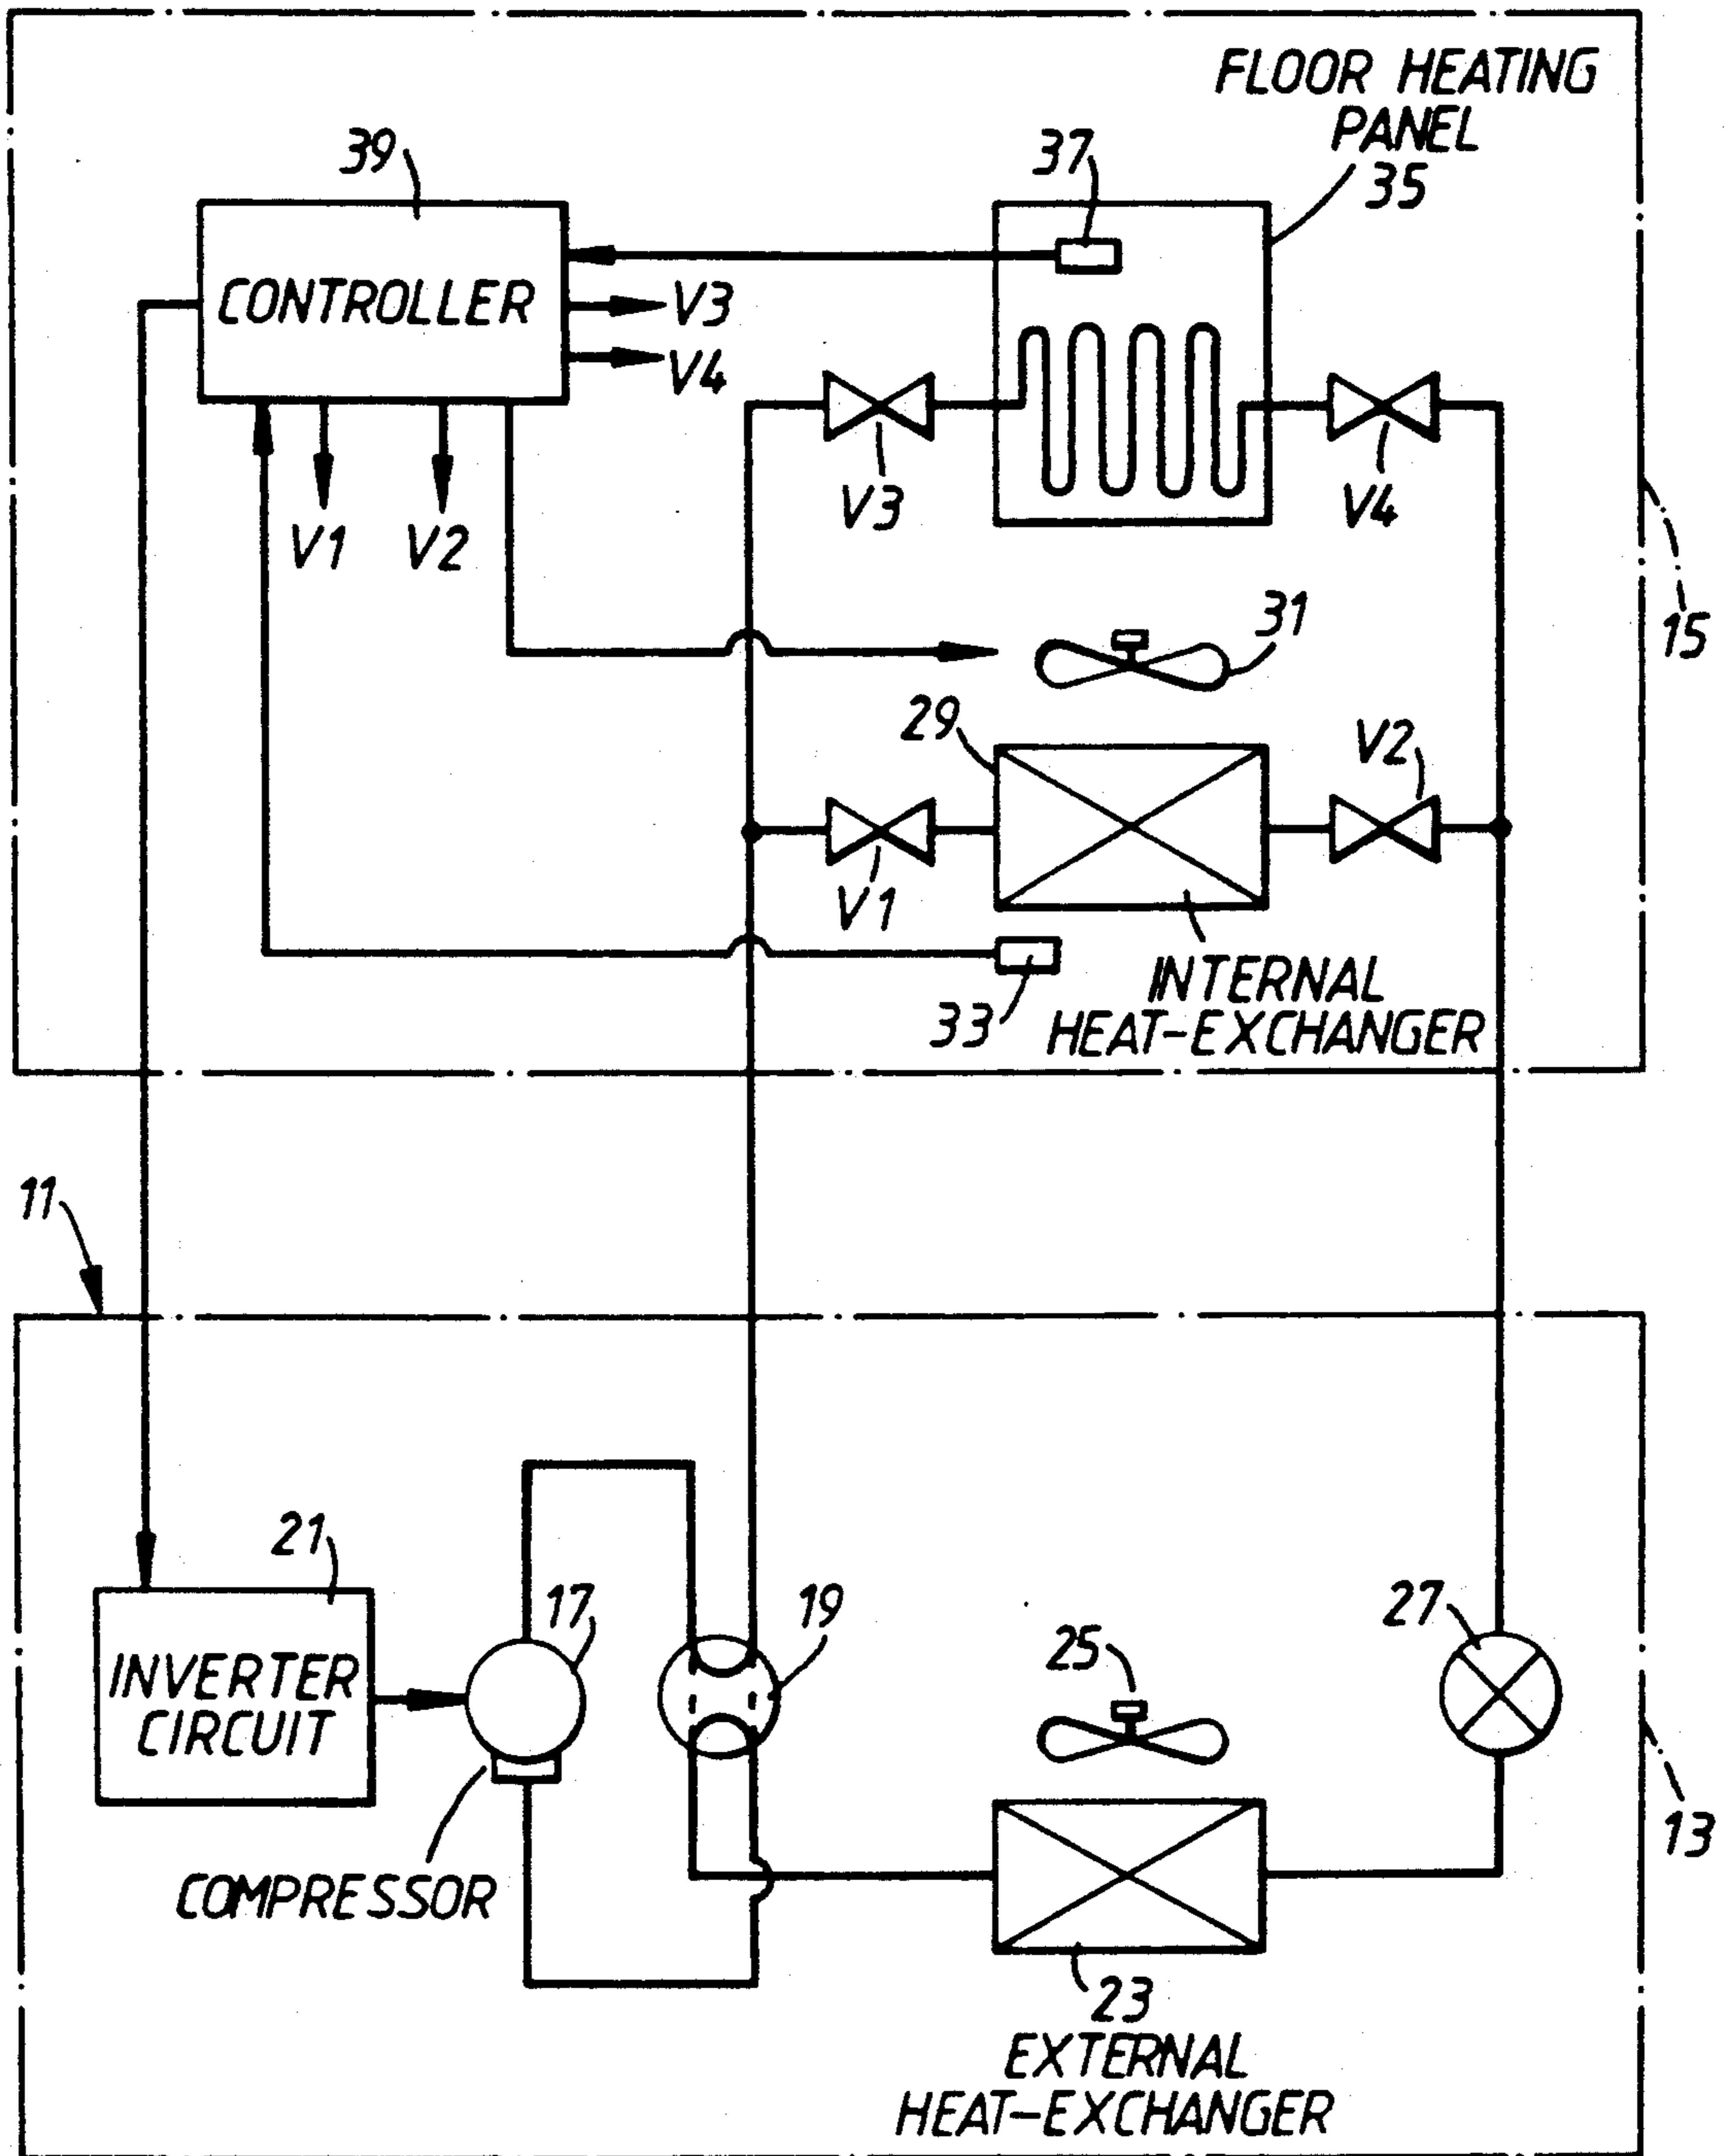 FLOOR HEATING
PANEL
35
39
37
CONTROLLER
V3
V4
V3
V4
V1 V2
31
15
29
V2
V1
33
INTERNAL
HEAT-EXCHANGER
11
21
17
19
25
27
INVERTER
CIRCUIT
COMPRESSOR
13
23
EXTERNAL
HEAT-EXCHANGER